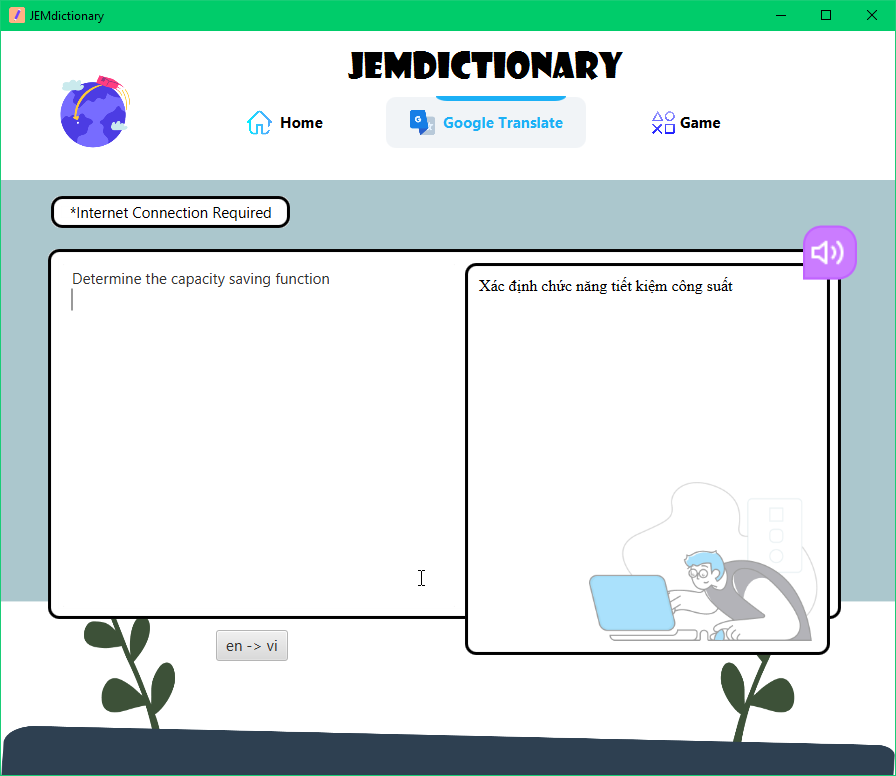 JEMdictionary
JEMDICTIONARY
Home
Google Translate
Game
*Internet Connection Required
Determine the capacity saving function
Xác định chức năng tiết kiệm công suất
en -> vi